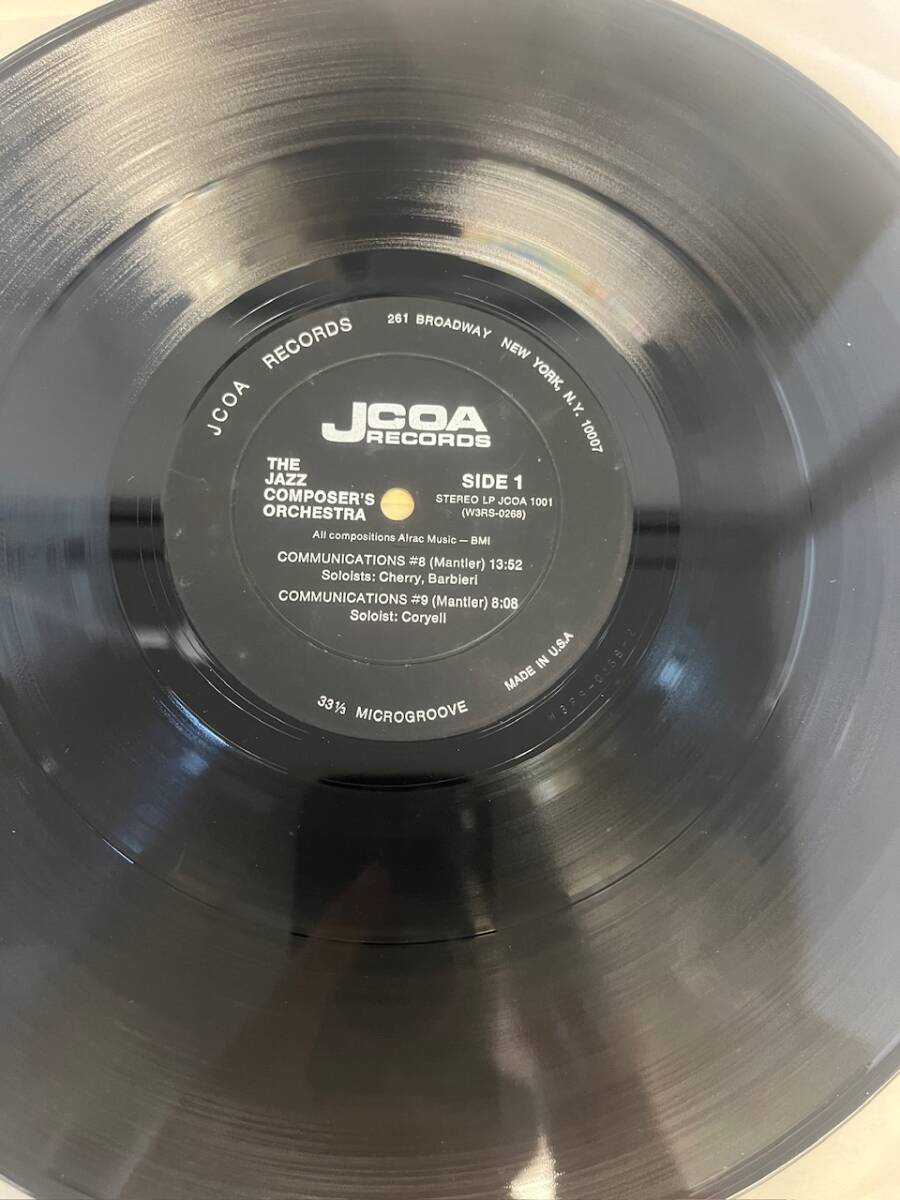 JCOA RECORDS 261 BROADWAY NEW YORK, N.Y. 10007
JCOA
RECORDS
THE
JAZZ
COMPOSER'S
ORCHESTRA
SIDE 1
STEREO LP JCOA 1001
(W3RS-0268)
All compositions Alrac Music — BMI
COMMUNICATIONS #8 (Mantler) 13:52
Soloists: Cherry, Barbieri
COMMUNICATIONS #9 (Mantler) 8:08
Soloist: Coryell
33⅓ MICROGROOVE
MADE IN U.S.A